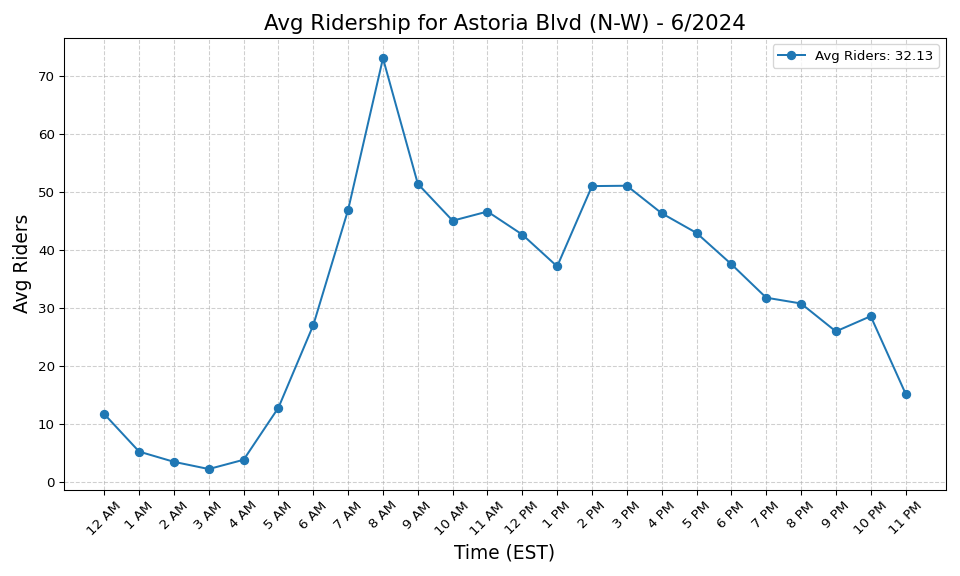 Avg Ridership for Astoria Blvd (N-W) - 6/2024
Avg Riders: 32.13
Avg Riders
70
60
50
40
30
20
10
0
12 AM
1 AM
2 AM
3 AM
4 AM
5 AM
6 AM
7 AM
8 AM
9 AM
10 AM
11 AM
12 PM
1 PM
2 PM
3 PM
4 PM
5 PM
6 PM
7 PM
8 PM
9 PM
10 PM
11 PM
Time (EST)